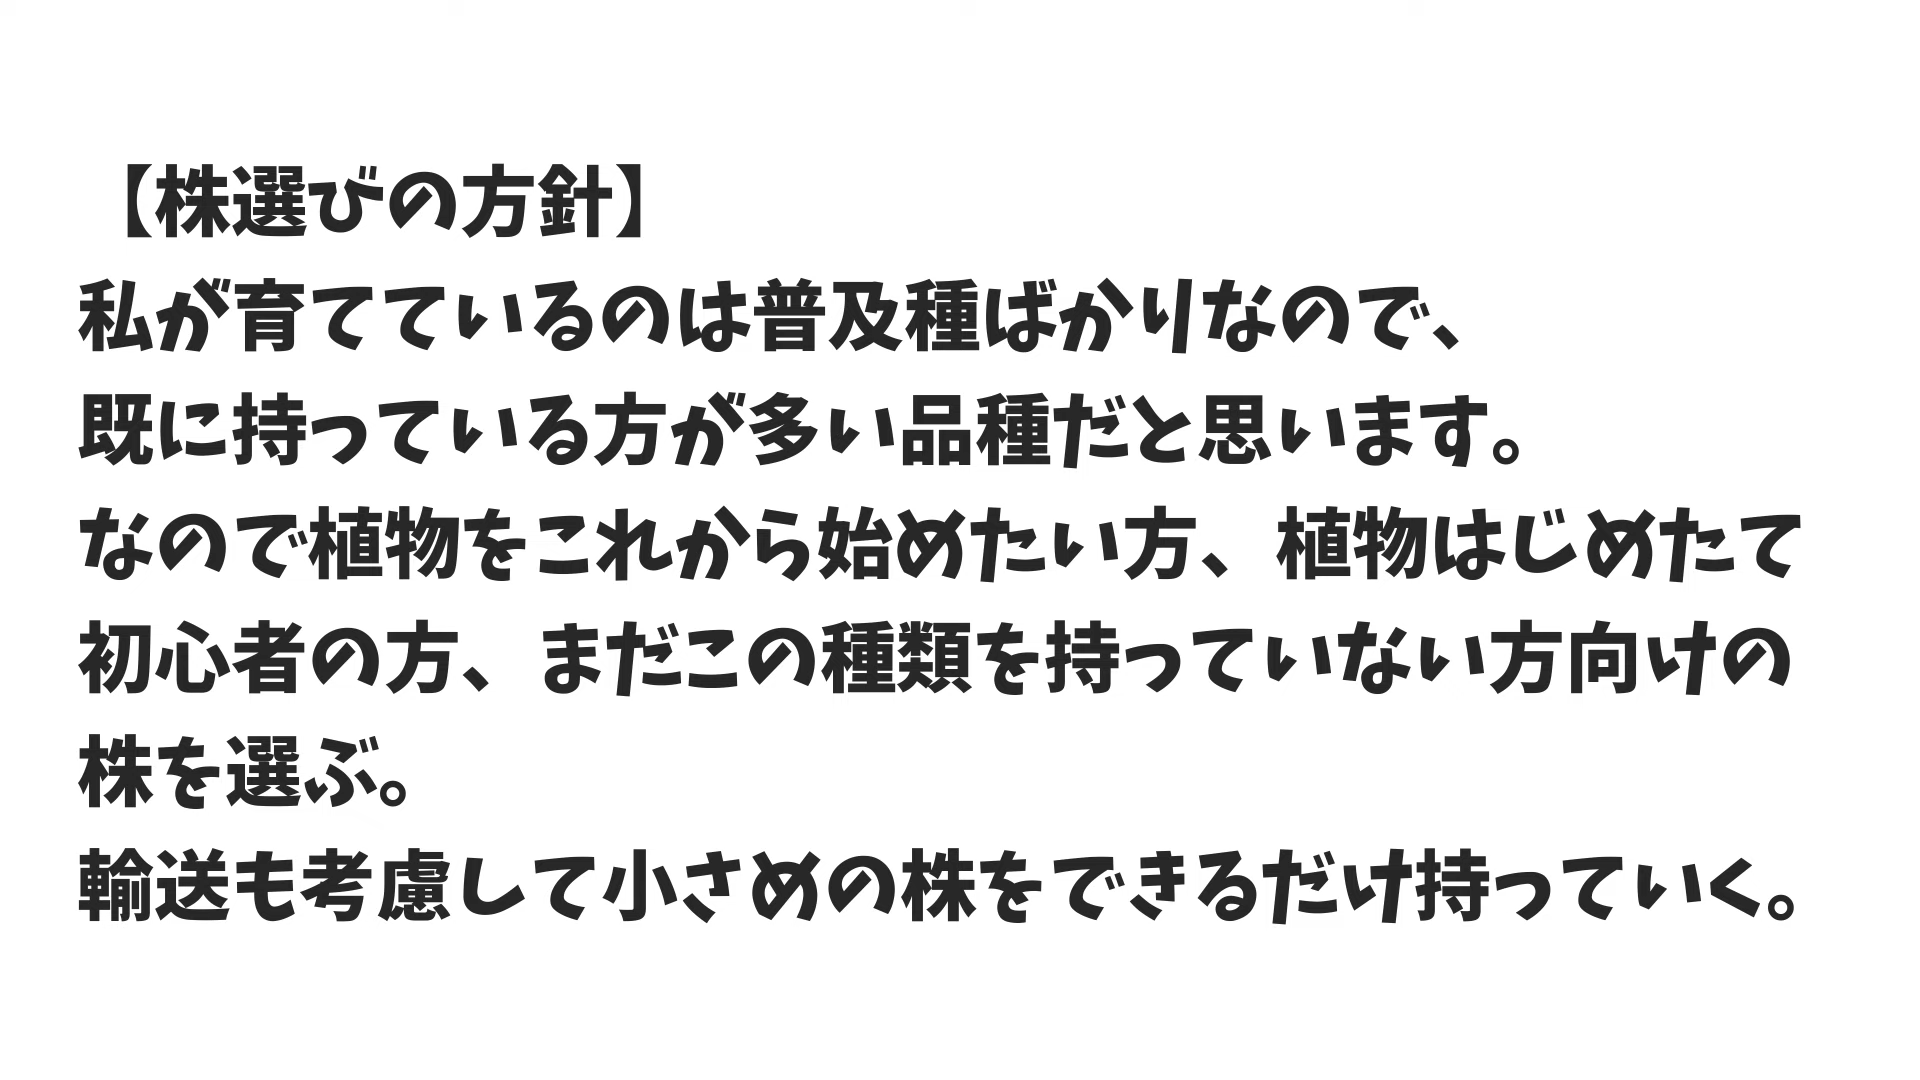 【株選びの方針】
私が育てているのは普及種ばかりなので、
既に持っている方が多い品種だと思います。
なので植物をこれから始めたい方、植物はじめたて
初心者の方、まだこの種類を持っていない方向けの
株を選ぶ。
輸送も考慮して小さめの株をできるだけ持っていく。